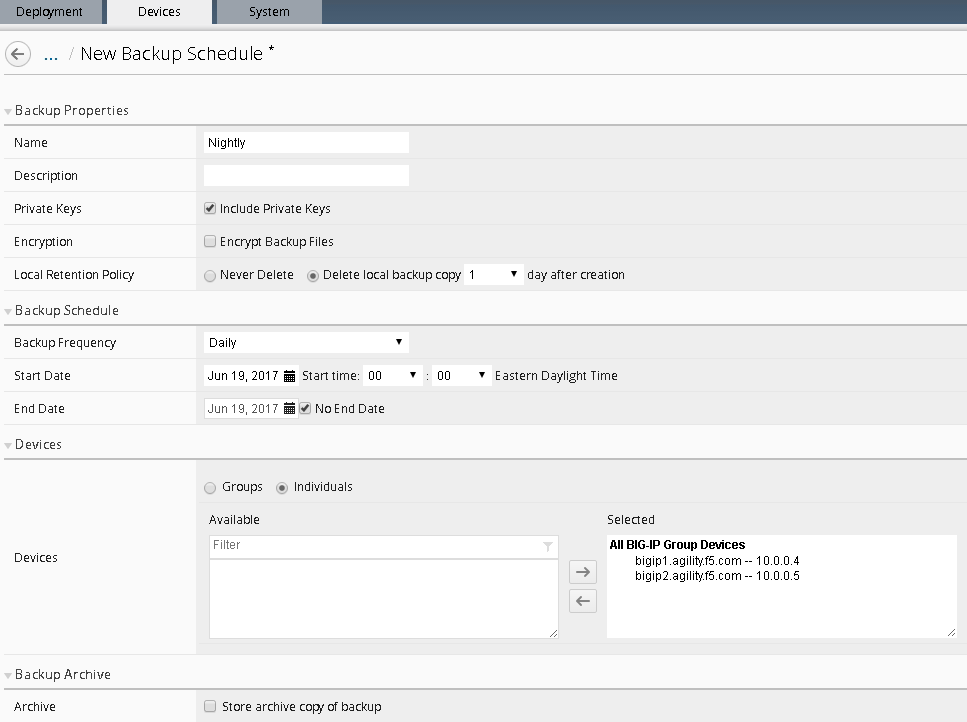 Deployment Devices System
... / New Backup Schedule *
Backup Properties
Name Nightly
Description
Private Keys Include Private Keys
Encryption Encrypt Backup Files
Local Retention Policy Never Delete Delete local backup copy 1 day after creation
Backup Schedule
Backup Frequency Daily
Start Date Jun 19, 2017 Start time: 00 : 00 Eastern Daylight Time
End Date Jun 19, 2017 No End Date
Devices
Groups Individuals
Available Selected
Filter All BIG-IP Group Devices
bigip1.agility.f5.com -- 10.0.0.4
Devices bigip2.agility.f5.com -- 10.0.0.5
Backup Archive
Archive Store archive copy of backup